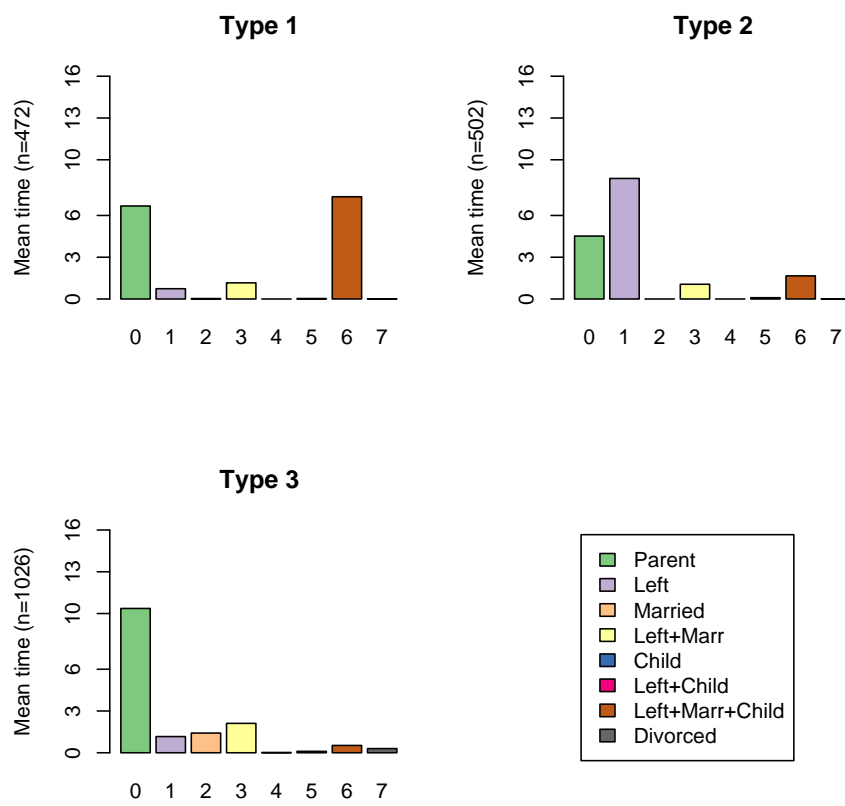 Type 1
Mean time (n=472)
16
13
10
6
3
0
0 1 2 3 4 5 6 7
Type 2
Mean time (n=502)
16
13
10
6
3
0
0 1 2 3 4 5 6 7
Type 3
Mean time (n=1026)
16
13
10
6
3
0
0 1 2 3 4 5 6 7
Parent
Left
Married
Left+Marr
Child
Left+Child
Left+Marr+Child
Divorced